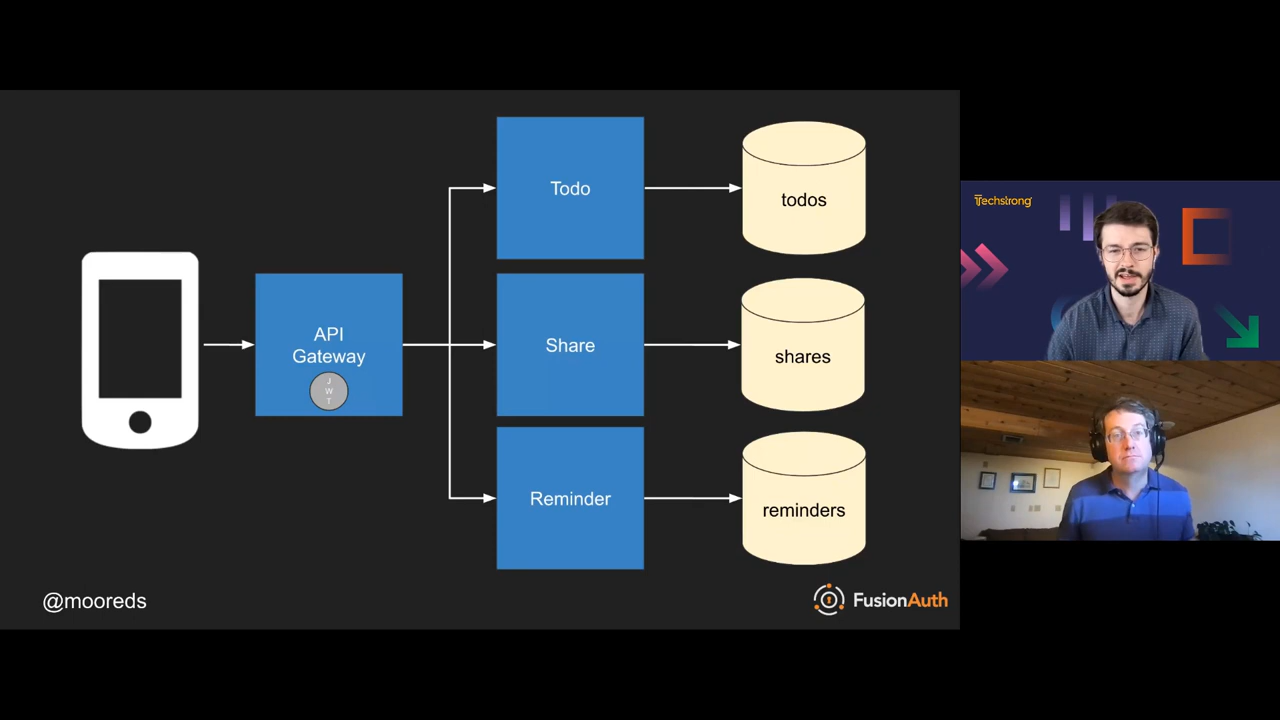 Todo
todos
Techstrong
API
Gateway
J
W
T
Share
shares
Reminder
reminders
@mooreds
FusionAuth